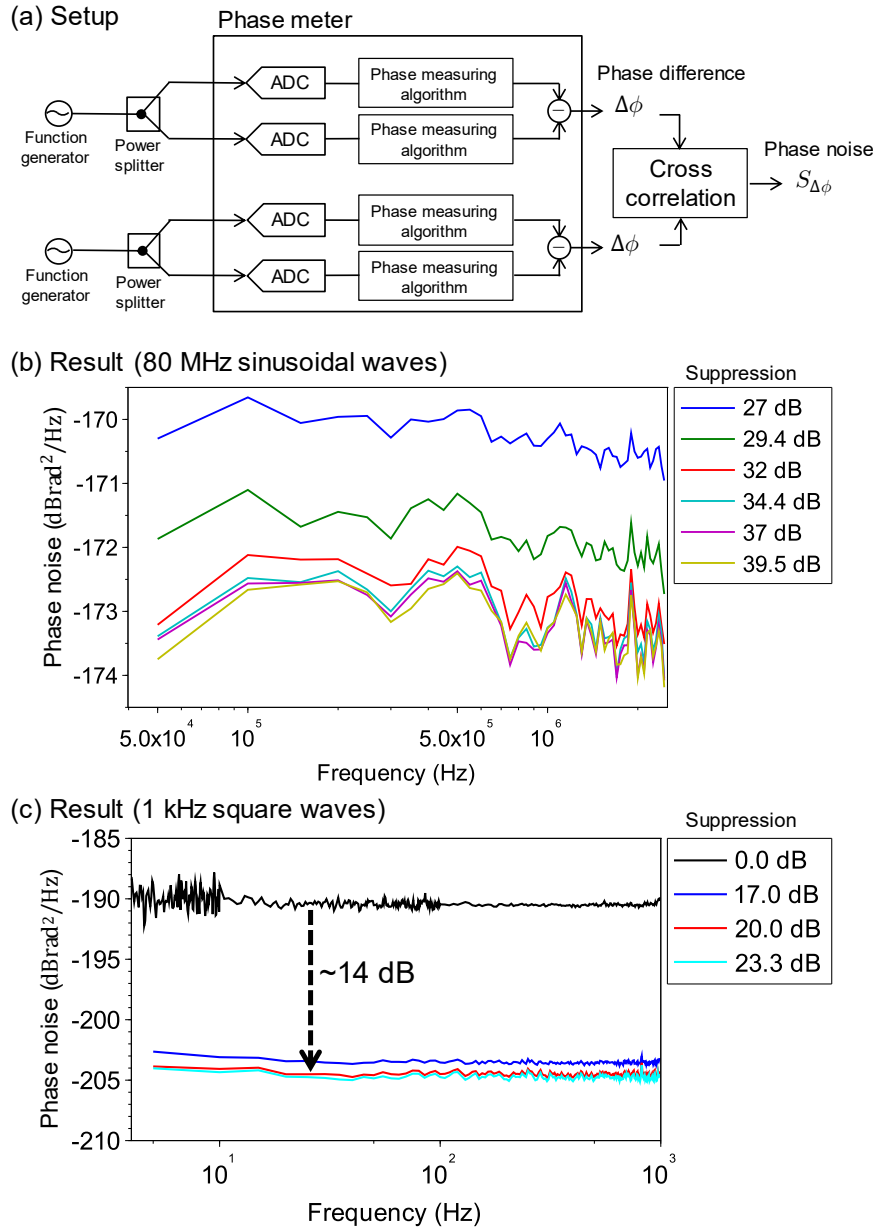 (a) Setup
Phase meter
Function
generator
Power
splitter
ADC
Phase measuring
algorithm
ADC
Phase measuring
algorithm
−
Phase difference
Δϕ
Function
generator
Power
splitter
ADC
Phase measuring
algorithm
ADC
Phase measuring
algorithm
−
Δϕ
Cross
correlation
Phase noise
SΔϕ
(b) Result (80 MHz sinusoidal waves)
Phase noise (dBrad²/Hz)
-170
-171
-172
-173
-174
5.0x10⁴
10⁵
5.0x10⁵
10⁶
Frequency (Hz)
Suppression
27 dB
29.4 dB
32 dB
34.4 dB
37 dB
39.5 dB
(c) Result (1 kHz square waves)
Phase noise (dBrad²/Hz)
-185
-190
-195
-200
-205
-210
~14 dB
10¹
10²
10³
Frequency (Hz)
Suppression
0.0 dB
17.0 dB
20.0 dB
23.3 dB